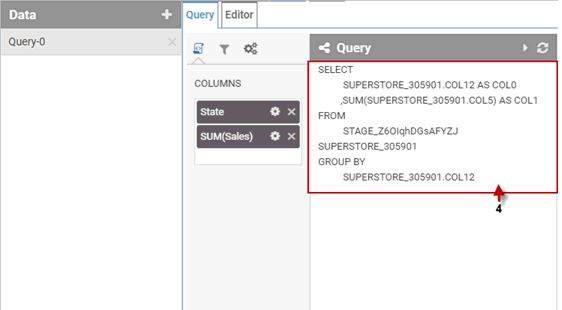 Data +
Query Editor
Query-0 ×
Query
COLUMNS
State ×
SUM(Sales) ×
SELECT
SUPERSTORE_305901.COL12 AS COL0
,SUM(SUPERSTORE_305901.COL5) AS COL1
FROM
STAGE_Z6OIqhDGsAFYZJ
SUPERSTORE_305901
GROUP BY
SUPERSTORE_305901.COL12
4